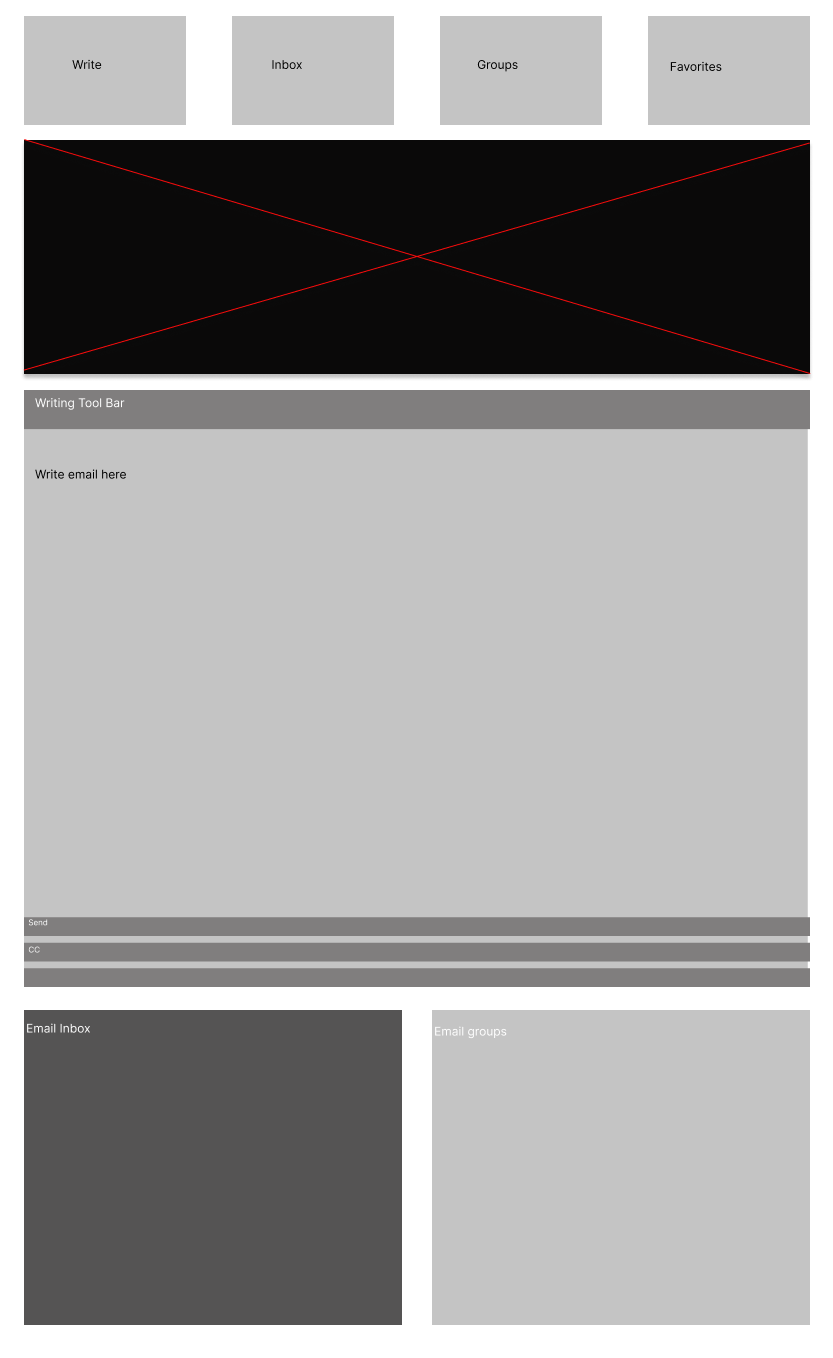 Write
Inbox
Groups
Favorites
Writing Tool Bar
Write email here
Send
CC
Email Inbox
Email groups